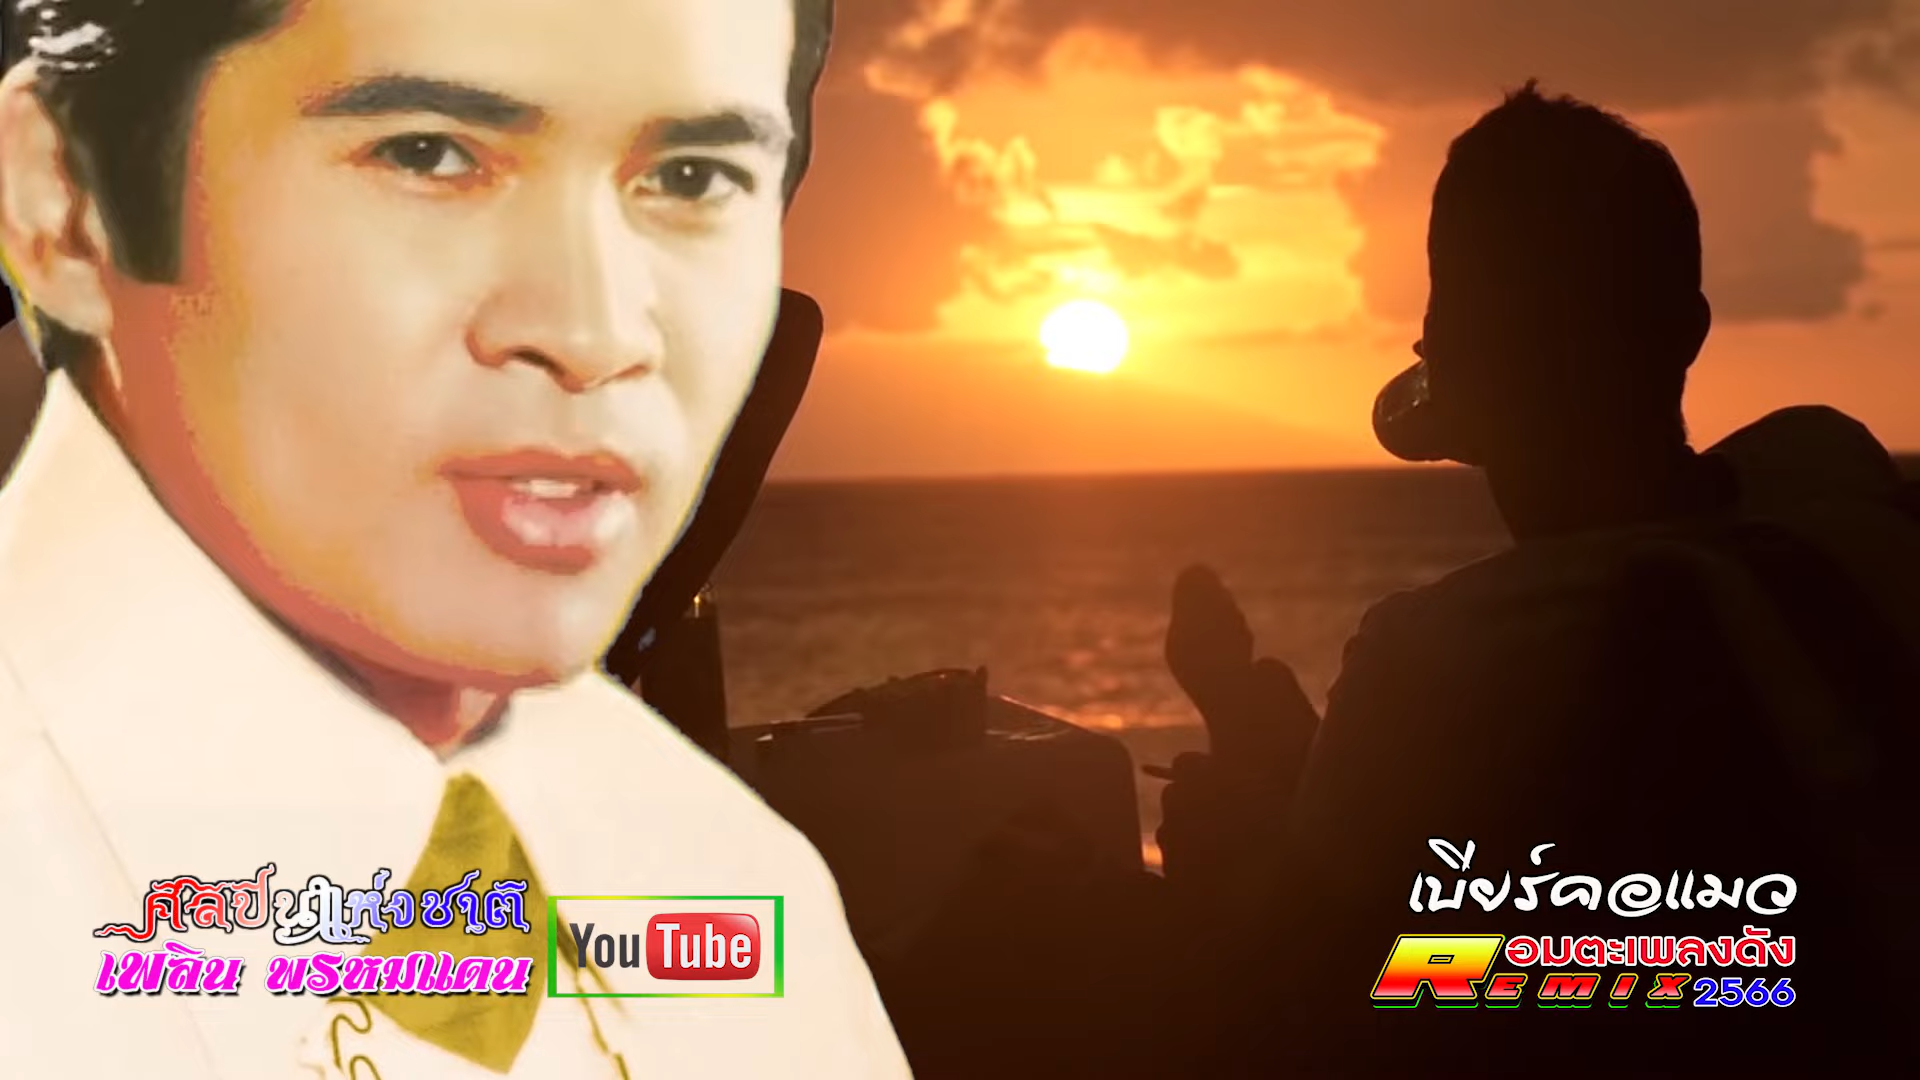 ศิลปินแห่งชาติ
เพลิน พรหมแดน
YouTube
เบียร์คอแมว
อมตะเพลงดัง
REMIX 2566